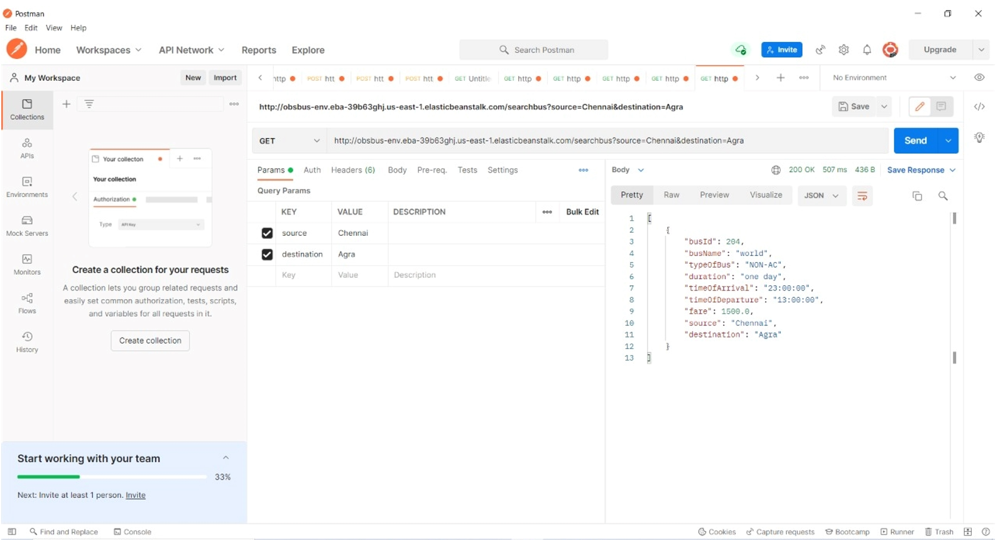 Postman
File Edit View Help
Home Workspaces API Network Reports Explore Search Postman Invite Upgrade
My Workspace New Import http POST htt POST htt POST htt GET Untitle GET http GET http GET http GET http GET http No Environment
Collections
APIs
Environments
Mock Servers
Monitors
Flows
History
Your collecton
Your collection
Authorization
Type API Key
Create a collection for your requests
A collection lets you group related requests and
easily set common authorization, tests, scripts,
and variables for all requests in it.
Create collection
Start working with your team
33%
Next: Invite at least 1 person. Invite
http://obsbus-env.eba-39b63ghj.us-east-1.elasticbeanstalk.com/searchbus?source=Chennai&destination=Agra Save
GET http://obsbus-env.eba-39b63ghj.us-east-1.elasticbeanstalk.com/searchbus?source=Chennai&destination=Agra Send
Params Auth Headers (6) Body Pre-req. Tests Settings
Query Params
KEY VALUE DESCRIPTION Bulk Edit
source Chennai
destination Agra
Key Value Description
Body 200 OK 507 ms 436 B Save Response
Pretty Raw Preview Visualize JSON
1 [
2 {
3 "busId": 204,
4 "busName": "world",
5 "typeOfBus": "NON-AC",
6 "duration": "one day",
7 "timeOfArrival": "23:00:00",
8 "timeOfDeparture": "13:00:00",
9 "fare": 1500.0,
10 "source": "Chennai",
11 "destination": "Agra"
12 }
13 ]
Find and Replace Console Cookies Capture requests Bootcamp Runner Trash